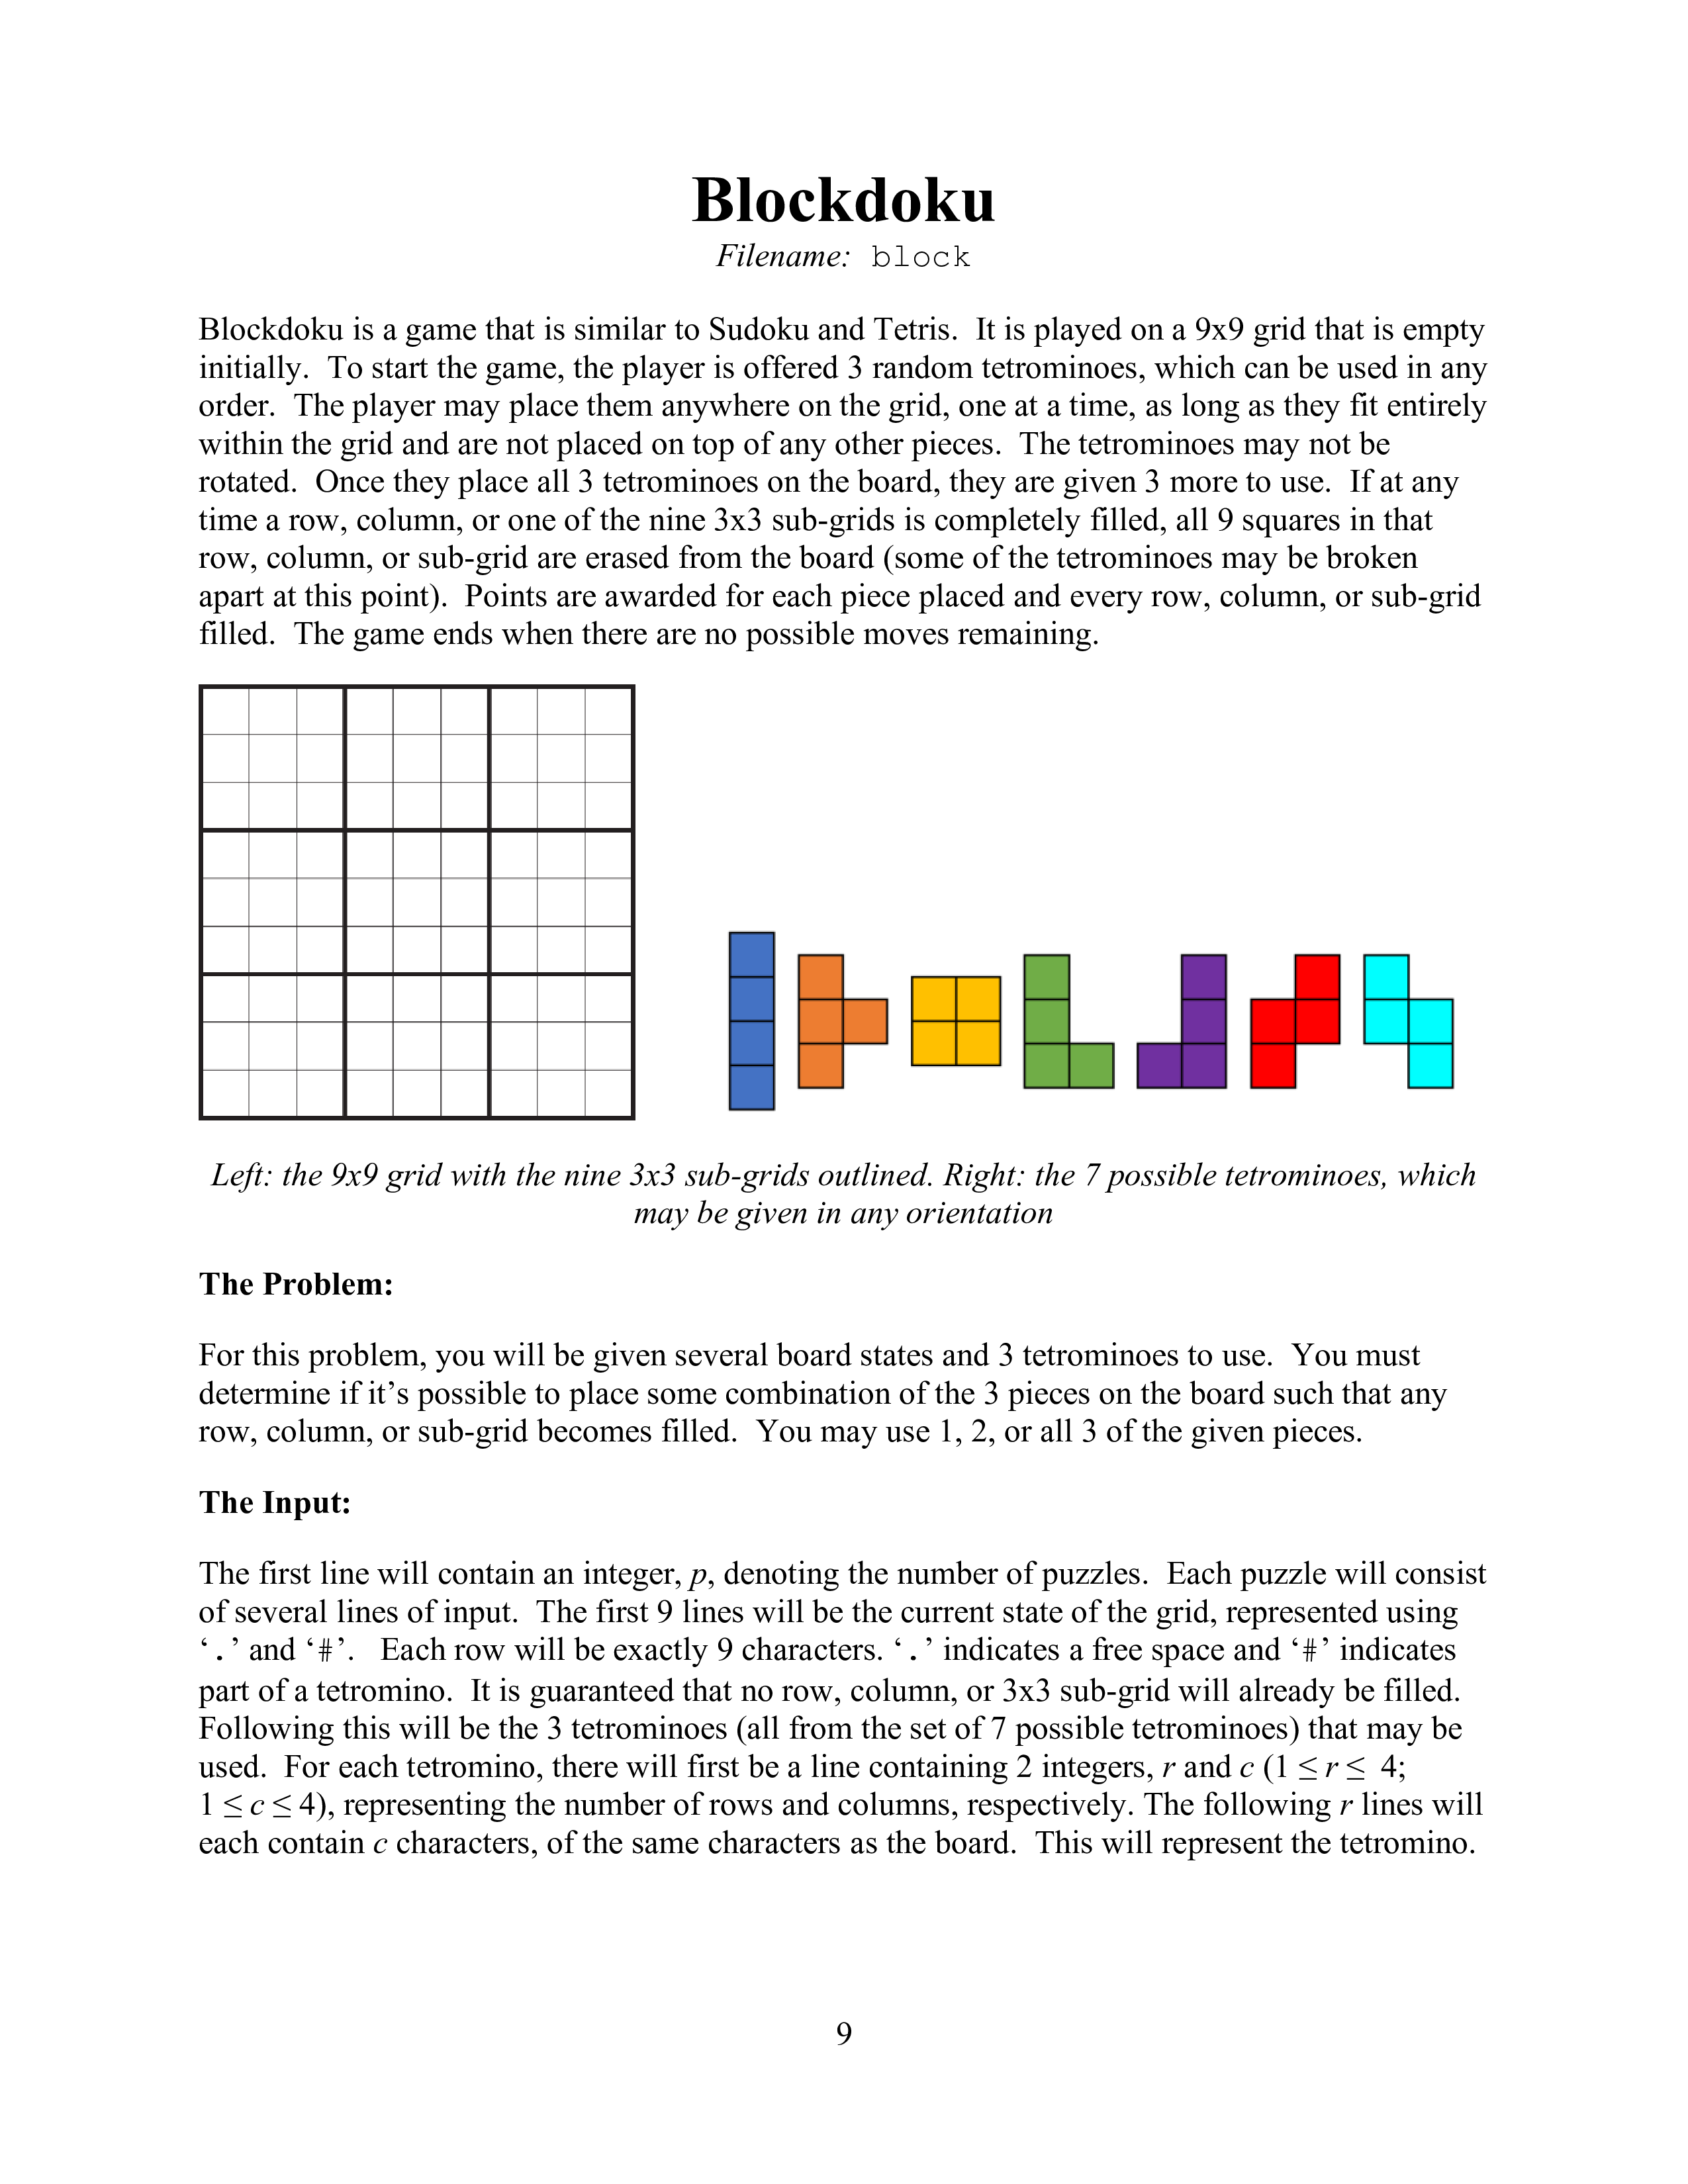 Blockdoku
Filename: block
Blockdoku is a game that is similar to Sudoku and Tetris. It is played on a 9x9 grid that is empty
initially. To start the game, the player is offered 3 random tetrominoes, which can be used in any
order. The player may place them anywhere on the grid, one at a time, as long as they fit entirely
within the grid and are not placed on top of any other pieces. The tetrominoes may not be
rotated. Once they place all 3 tetrominoes on the board, they are given 3 more to use. If at any
time a row, column, or one of the nine 3x3 sub-grids is completely filled, all 9 squares in that
row, column, or sub-grid are erased from the board (some of the tetrominoes may be broken
apart at this point). Points are awarded for each piece placed and every row, column, or sub-grid
filled. The game ends when there are no possible moves remaining.
Left: the 9x9 grid with the nine 3x3 sub-grids outlined. Right: the 7 possible tetrominoes, which
may be given in any orientation
The Problem:
For this problem, you will be given several board states and 3 tetrominoes to use. You must
determine if it’s possible to place some combination of the 3 pieces on the board such that any
row, column, or sub-grid becomes filled. You may use 1, 2, or all 3 of the given pieces.
The Input:
The first line will contain an integer, p, denoting the number of puzzles. Each puzzle will consist
of several lines of input. The first 9 lines will be the current state of the grid, represented using
‘.’ and ‘#’. Each row will be exactly 9 characters. ‘.’ indicates a free space and ‘#’ indicates
part of a tetromino. It is guaranteed that no row, column, or 3x3 sub-grid will already be filled.
Following this will be the 3 tetrominoes (all from the set of 7 possible tetrominoes) that may be
used. For each tetromino, there will first be a line containing 2 integers, r and c (1 ≤ r ≤ 4;
1 ≤ c ≤ 4), representing the number of rows and columns, respectively. The following r lines will
each contain c characters, of the same characters as the board. This will represent the tetromino.
9